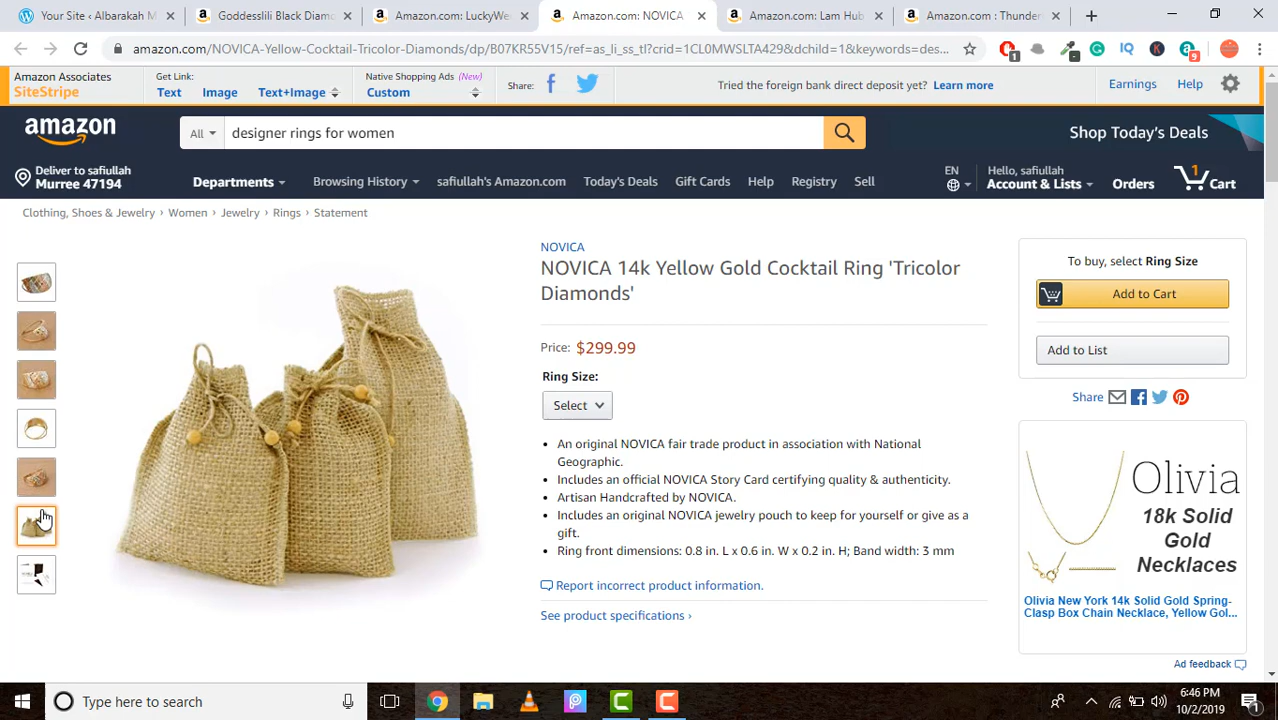 Your Site ‹ Albarakah M
Goddesslili Black Diamo
Amazon.com: LuckyWe
Amazon.com: NOVICA
Amazon.com: Lam Hub
Amazon.com : Thunder
amazon.com/NOVICA-Yellow-Cocktail-Tricolor-Diamonds/dp/B07KR55V15/ref=as_li_ss_tl?crid=1CL0MWSLTA429&dchild=1&keywords=des...
Amazon Associates
SiteStripe
Get Link:
Text Image Text+Image
Native Shopping Ads (New)
Custom
Share:
Tried the foreign bank direct deposit yet? Learn more
Earnings Help
amazon
All
designer rings for women
Shop Today's Deals
Deliver to safiullah
Murree 47194
Departments Browsing History safiullah's Amazon.com Today's Deals Gift Cards Help Registry Sell
EN
Hello, safiullah
Account & Lists
Orders
1
Cart
Clothing, Shoes & Jewelry › Women › Jewelry › Rings › Statement
NOVICA
NOVICA 14k Yellow Gold Cocktail Ring 'Tricolor
Diamonds'
Price: $299.99
Ring Size:
Select
An original NOVICA fair trade product in association with National
Geographic.
Includes an official NOVICA Story Card certifying quality & authenticity.
Artisan Handcrafted by NOVICA.
Includes an original NOVICA jewelry pouch to keep for yourself or give as a
gift.
Ring front dimensions: 0.8 in. L x 0.6 in. W x 0.2 in. H; Band width: 3 mm
Report incorrect product information.
See product specifications ›
To buy, select Ring Size
Add to Cart
Add to List
Share
Olivia
18k Solid
Gold
Necklaces
Olivia New York 14k Solid Gold Spring-
Clasp Box Chain Necklace, Yellow Gol...
Ad feedback
Type here to search
6:46 PM
10/2/2019